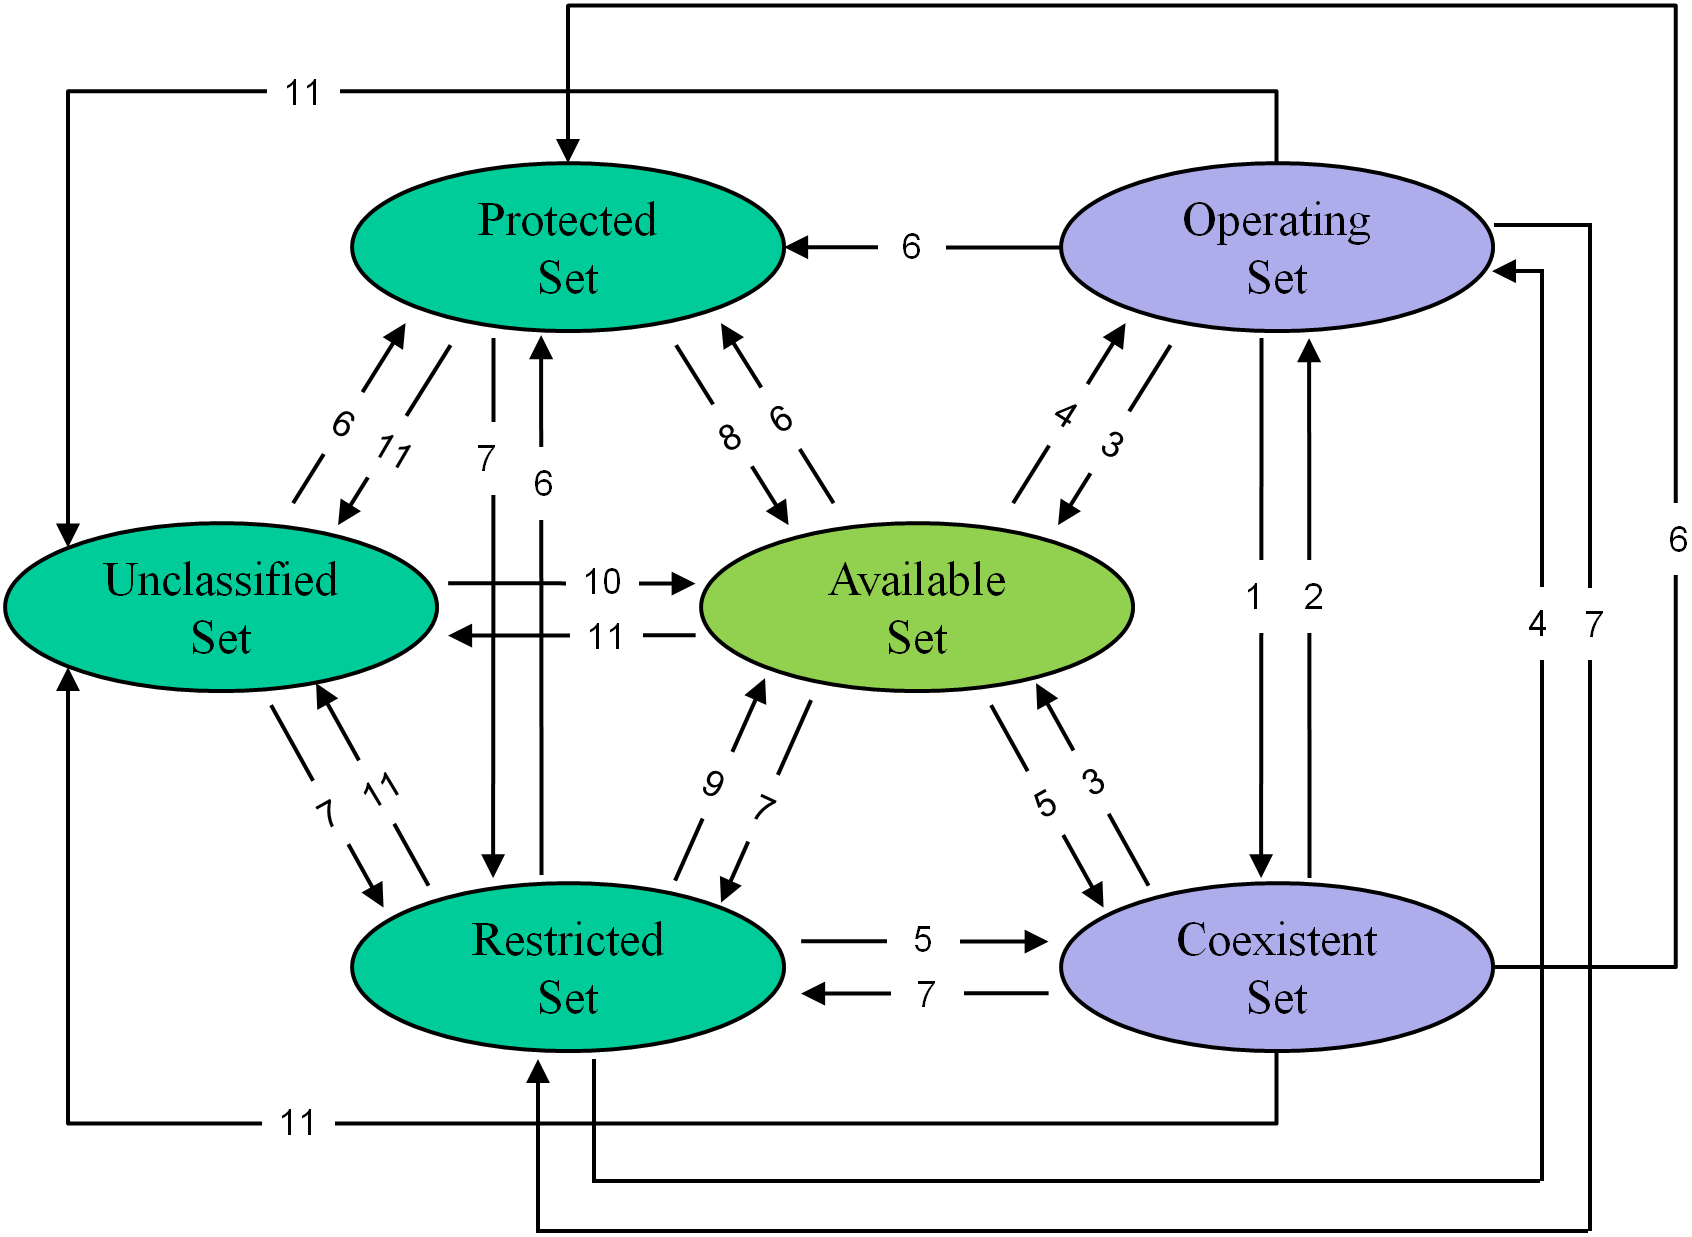 11
Protected
Set
Operating
Set
6
6
11
7
6
8
6
4
3
6
Unclassified
Set
10
11
Available
Set
1
2
4
7
7
11
9
7
5
3
Restricted
Set
5
7
Coexistent
Set
11